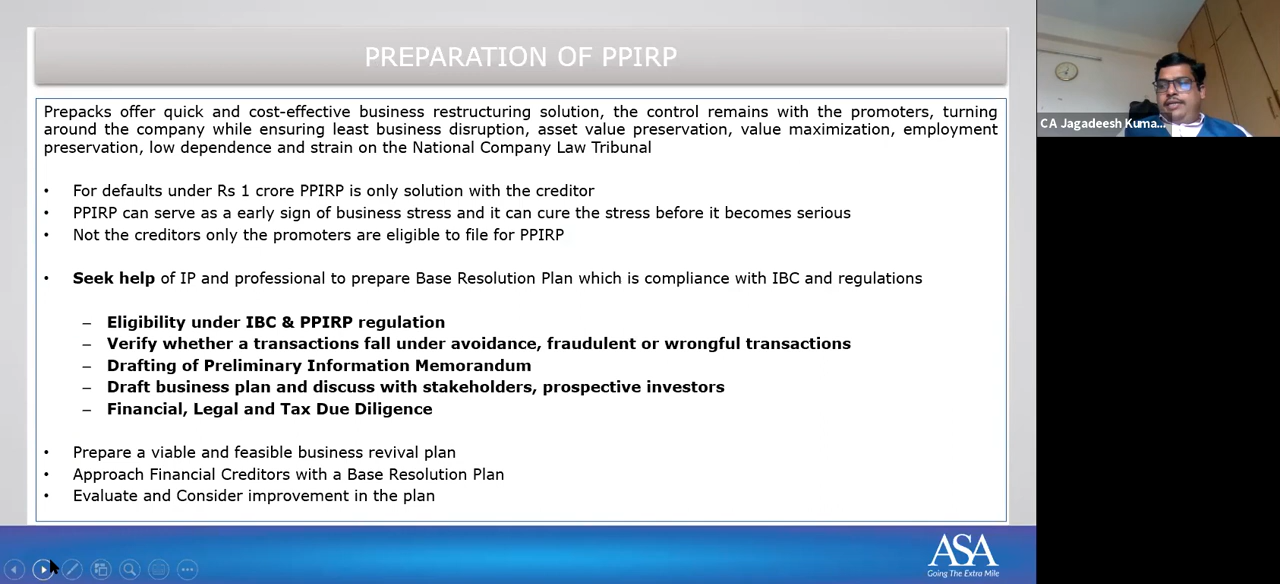 PREPARATION OF PPIRP
Prepacks offer quick and cost-effective business restructuring solution, the control remains with the promoters, turning
around the company while ensuring least business disruption, asset value preservation, value maximization, employment
preservation, low dependence and strain on the National Company Law Tribunal
• For defaults under Rs 1 crore PPIRP is only solution with the creditor
• PPIRP can serve as a early sign of business stress and it can cure the stress before it becomes serious
• Not the creditors only the promoters are eligible to file for PPIRP
• Seek help of IP and professional to prepare Base Resolution Plan which is compliance with IBC and regulations
– Eligibility under IBC & PPIRP regulation
– Verify whether a transactions fall under avoidance, fraudulent or wrongful transactions
– Drafting of Preliminary Information Memorandum
– Draft business plan and discuss with stakeholders, prospective investors
– Financial, Legal and Tax Due Diligence
• Prepare a viable and feasible business revival plan
• Approach Financial Creditors with a Base Resolution Plan
• Evaluate and Consider improvement in the plan
ASA
Going The Extra Mile
CA Jagadeesh Kuma...